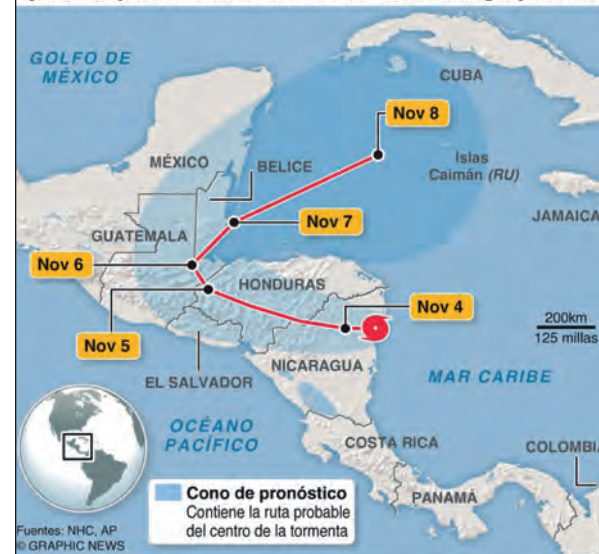 GOLFO DE
MÉXICO
CUBA
Nov 8
MÉXICO
BELICE
Islas
Caimán (RU)
JAMAICA
Nov 7
GUATEMALA
Nov 6
HONDURAS
Nov 4
200km
125 millas
Nov 5
NICARAGUA
EL SALVADOR
MAR CARIBE
OCÉANO
PACÍFICO
COSTA RICA
COLOMBIA
PANAMÁ
Cono de pronóstico
Contiene la ruta probable
del centro de la tormenta
Fuentes: NHC, AP
© GRAPHIC NEWS